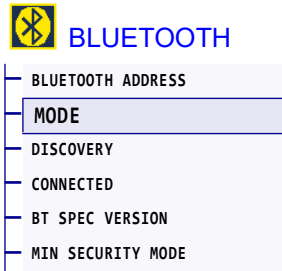 BLUETOOTH
BLUETOOTH ADDRESS
MODE
DISCOVERY
CONNECTED
BT SPEC VERSION
MIN SECURITY MODE